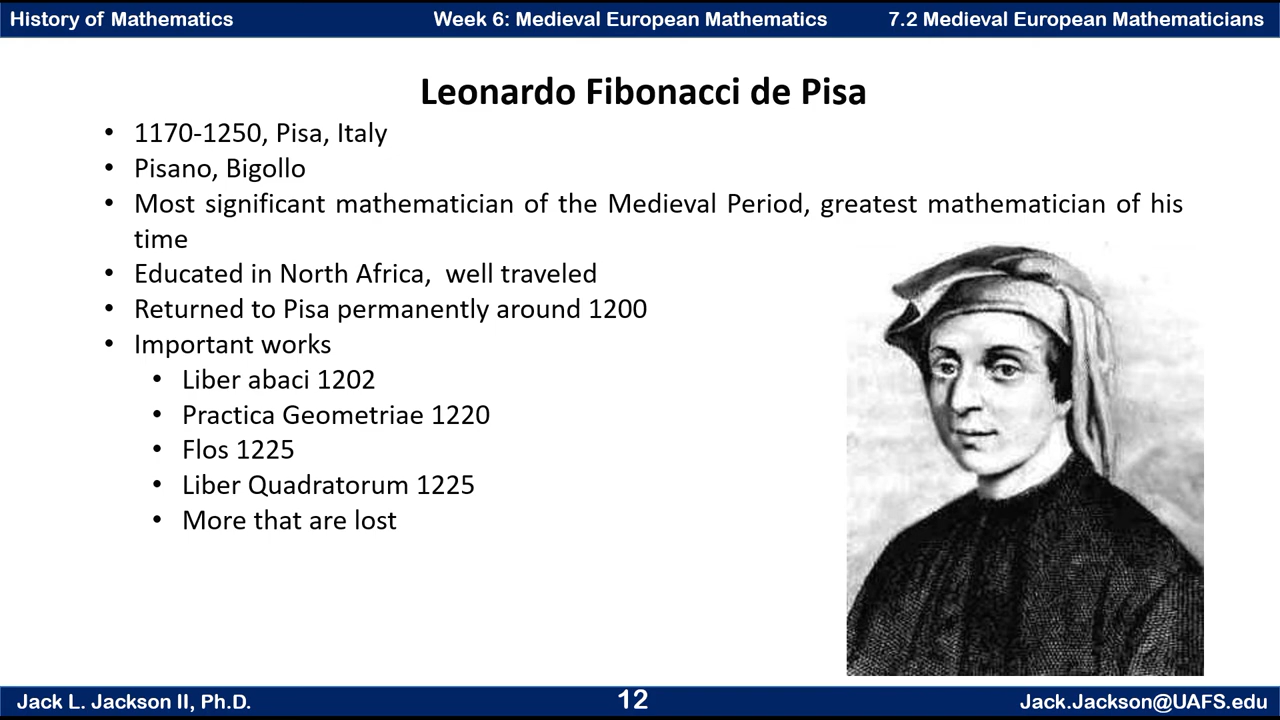 History of Mathematics Week 6: Medieval European Mathematics 7.2 Medieval European Mathematicians
Leonardo Fibonacci de Pisa
• 1170-1250, Pisa, Italy
• Pisano, Bigollo
• Most significant mathematician of the Medieval Period, greatest mathematician of his
time
• Educated in North Africa,  well traveled
• Returned to Pisa permanently around 1200
• Important works
• Liber abaci 1202
• Practica Geometriae 1220
• Flos 1225
• Liber Quadratorum 1225
• More that are lost
Jack L. Jackson II, Ph.D. 12 Jack.Jackson@UAFS.edu